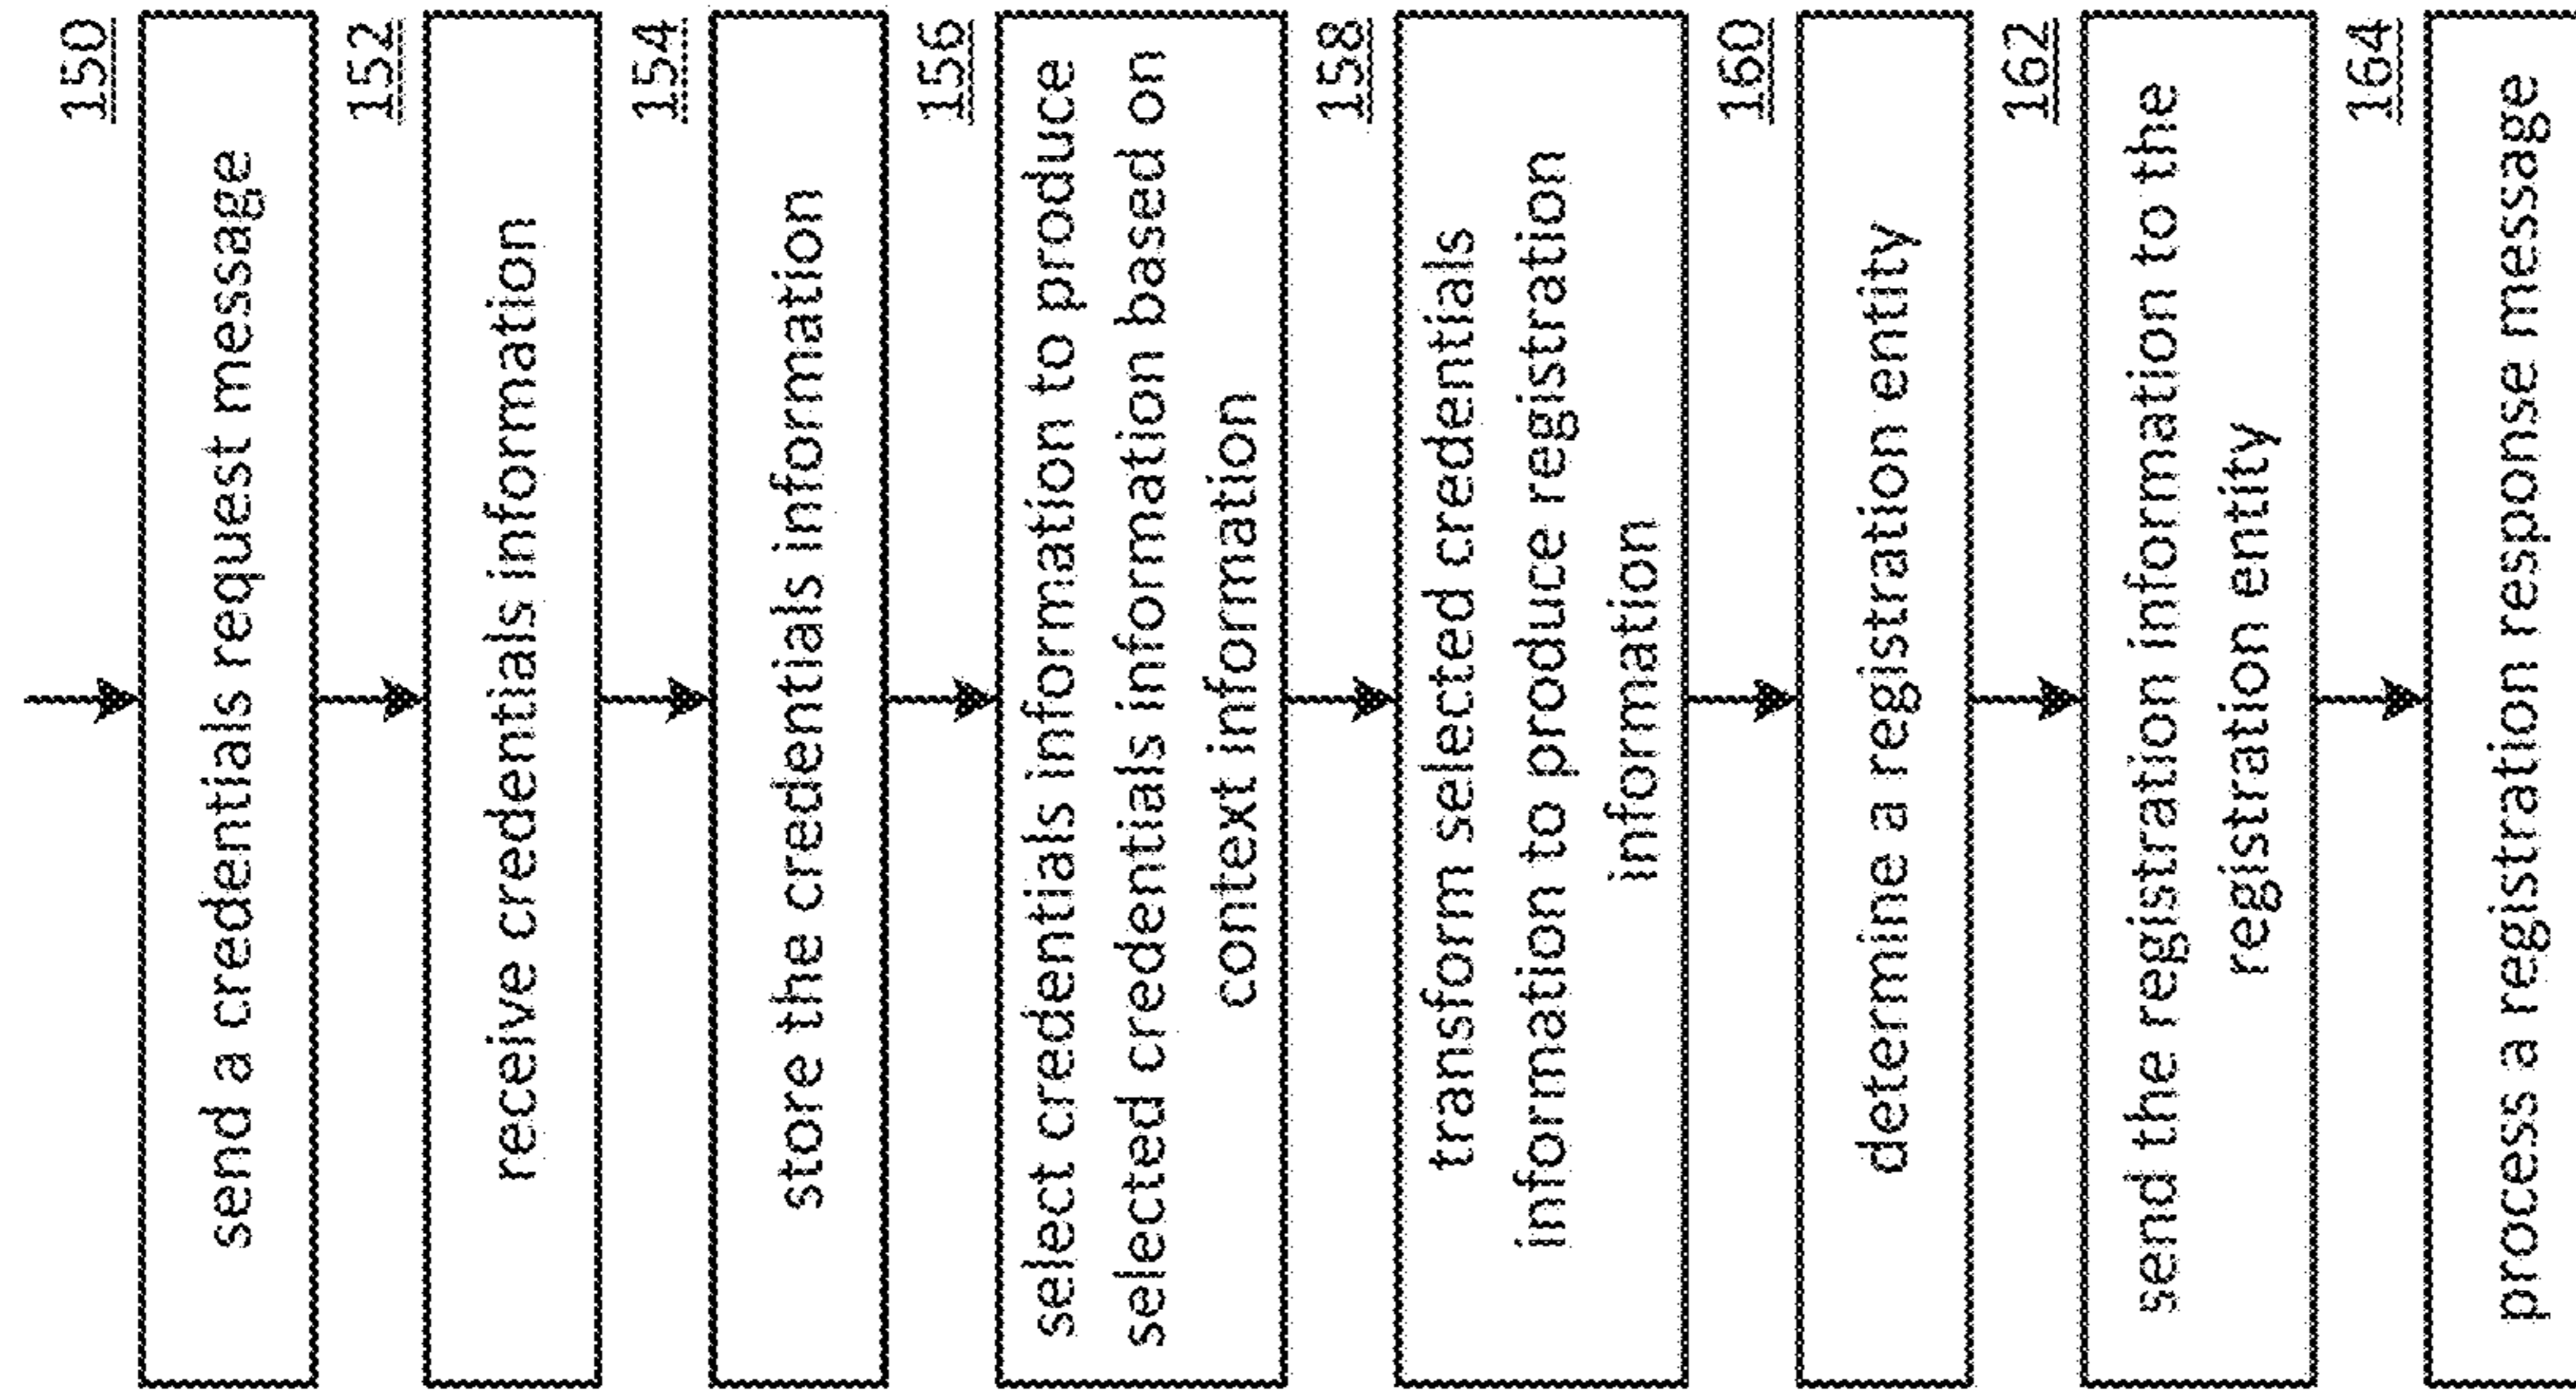 150
send a credentials request message
152
receive credentials information
154
store the credentials information
156
select credentials information to produce
selected credentials information based on
context information
158
transform selected credentials
information to produce registration
information
160
determine a registration entity
162
send the registration information to the
registration entity
164
process a registration response message